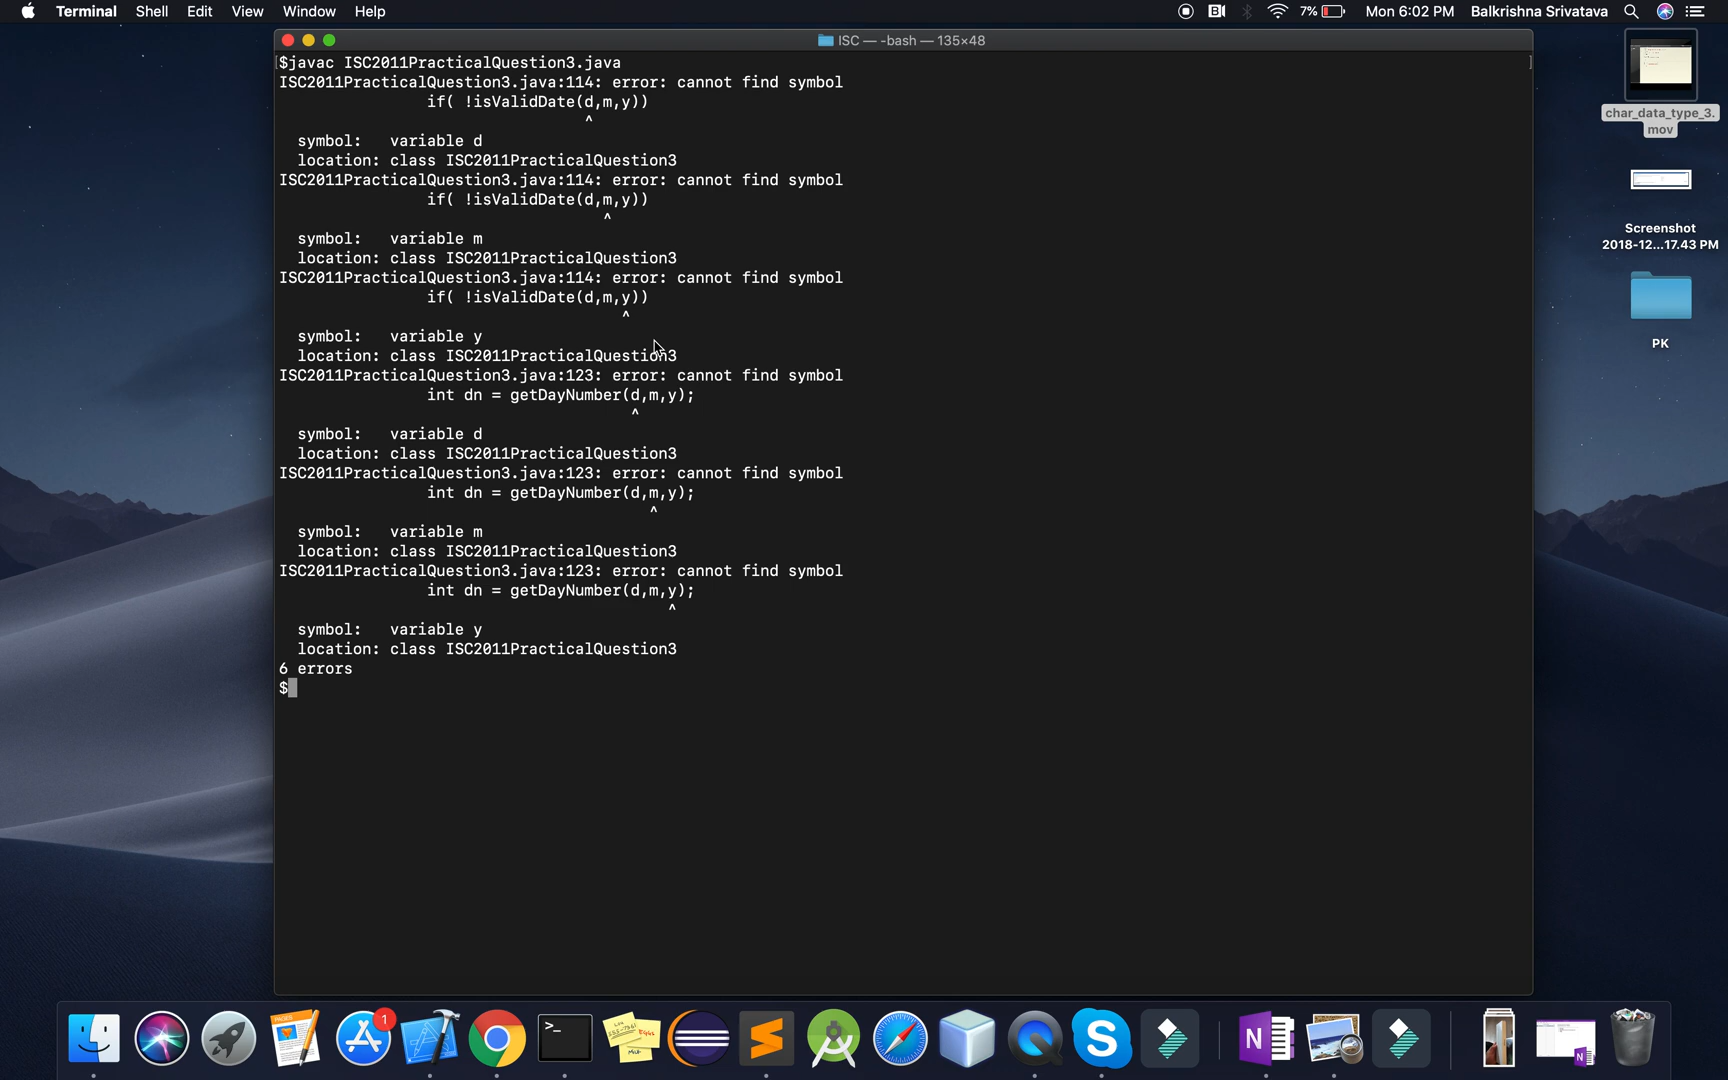 Terminal Shell Edit View Window Help 7% Mon 6:02 PM Balkrishna Srivatava
ISC — -bash — 135×48
[$javac ISC2011PracticalQuestion3.java ]
ISC2011PracticalQuestion3.java:114: error: cannot find symbol
if( !isValidDate(d,m,y))
^
symbol: variable d
location: class ISC2011PracticalQuestion3
ISC2011PracticalQuestion3.java:114: error: cannot find symbol
if( !isValidDate(d,m,y))
^
symbol: variable m
location: class ISC2011PracticalQuestion3
ISC2011PracticalQuestion3.java:114: error: cannot find symbol
if( !isValidDate(d,m,y))
^
symbol: variable y
location: class ISC2011PracticalQuestion3
ISC2011PracticalQuestion3.java:123: error: cannot find symbol
int dn = getDayNumber(d,m,y);
^
symbol: variable d
location: class ISC2011PracticalQuestion3
ISC2011PracticalQuestion3.java:123: error: cannot find symbol
int dn = getDayNumber(d,m,y);
^
symbol: variable m
location: class ISC2011PracticalQuestion3
ISC2011PracticalQuestion3.java:123: error: cannot find symbol
int dn = getDayNumber(d,m,y);
^
symbol: variable y
location: class ISC2011PracticalQuestion3
6 errors
$
char_data_type_3.
mov
Screenshot
2018-12...17.43 PM
PK
PAGES
1
>_
N
S
N